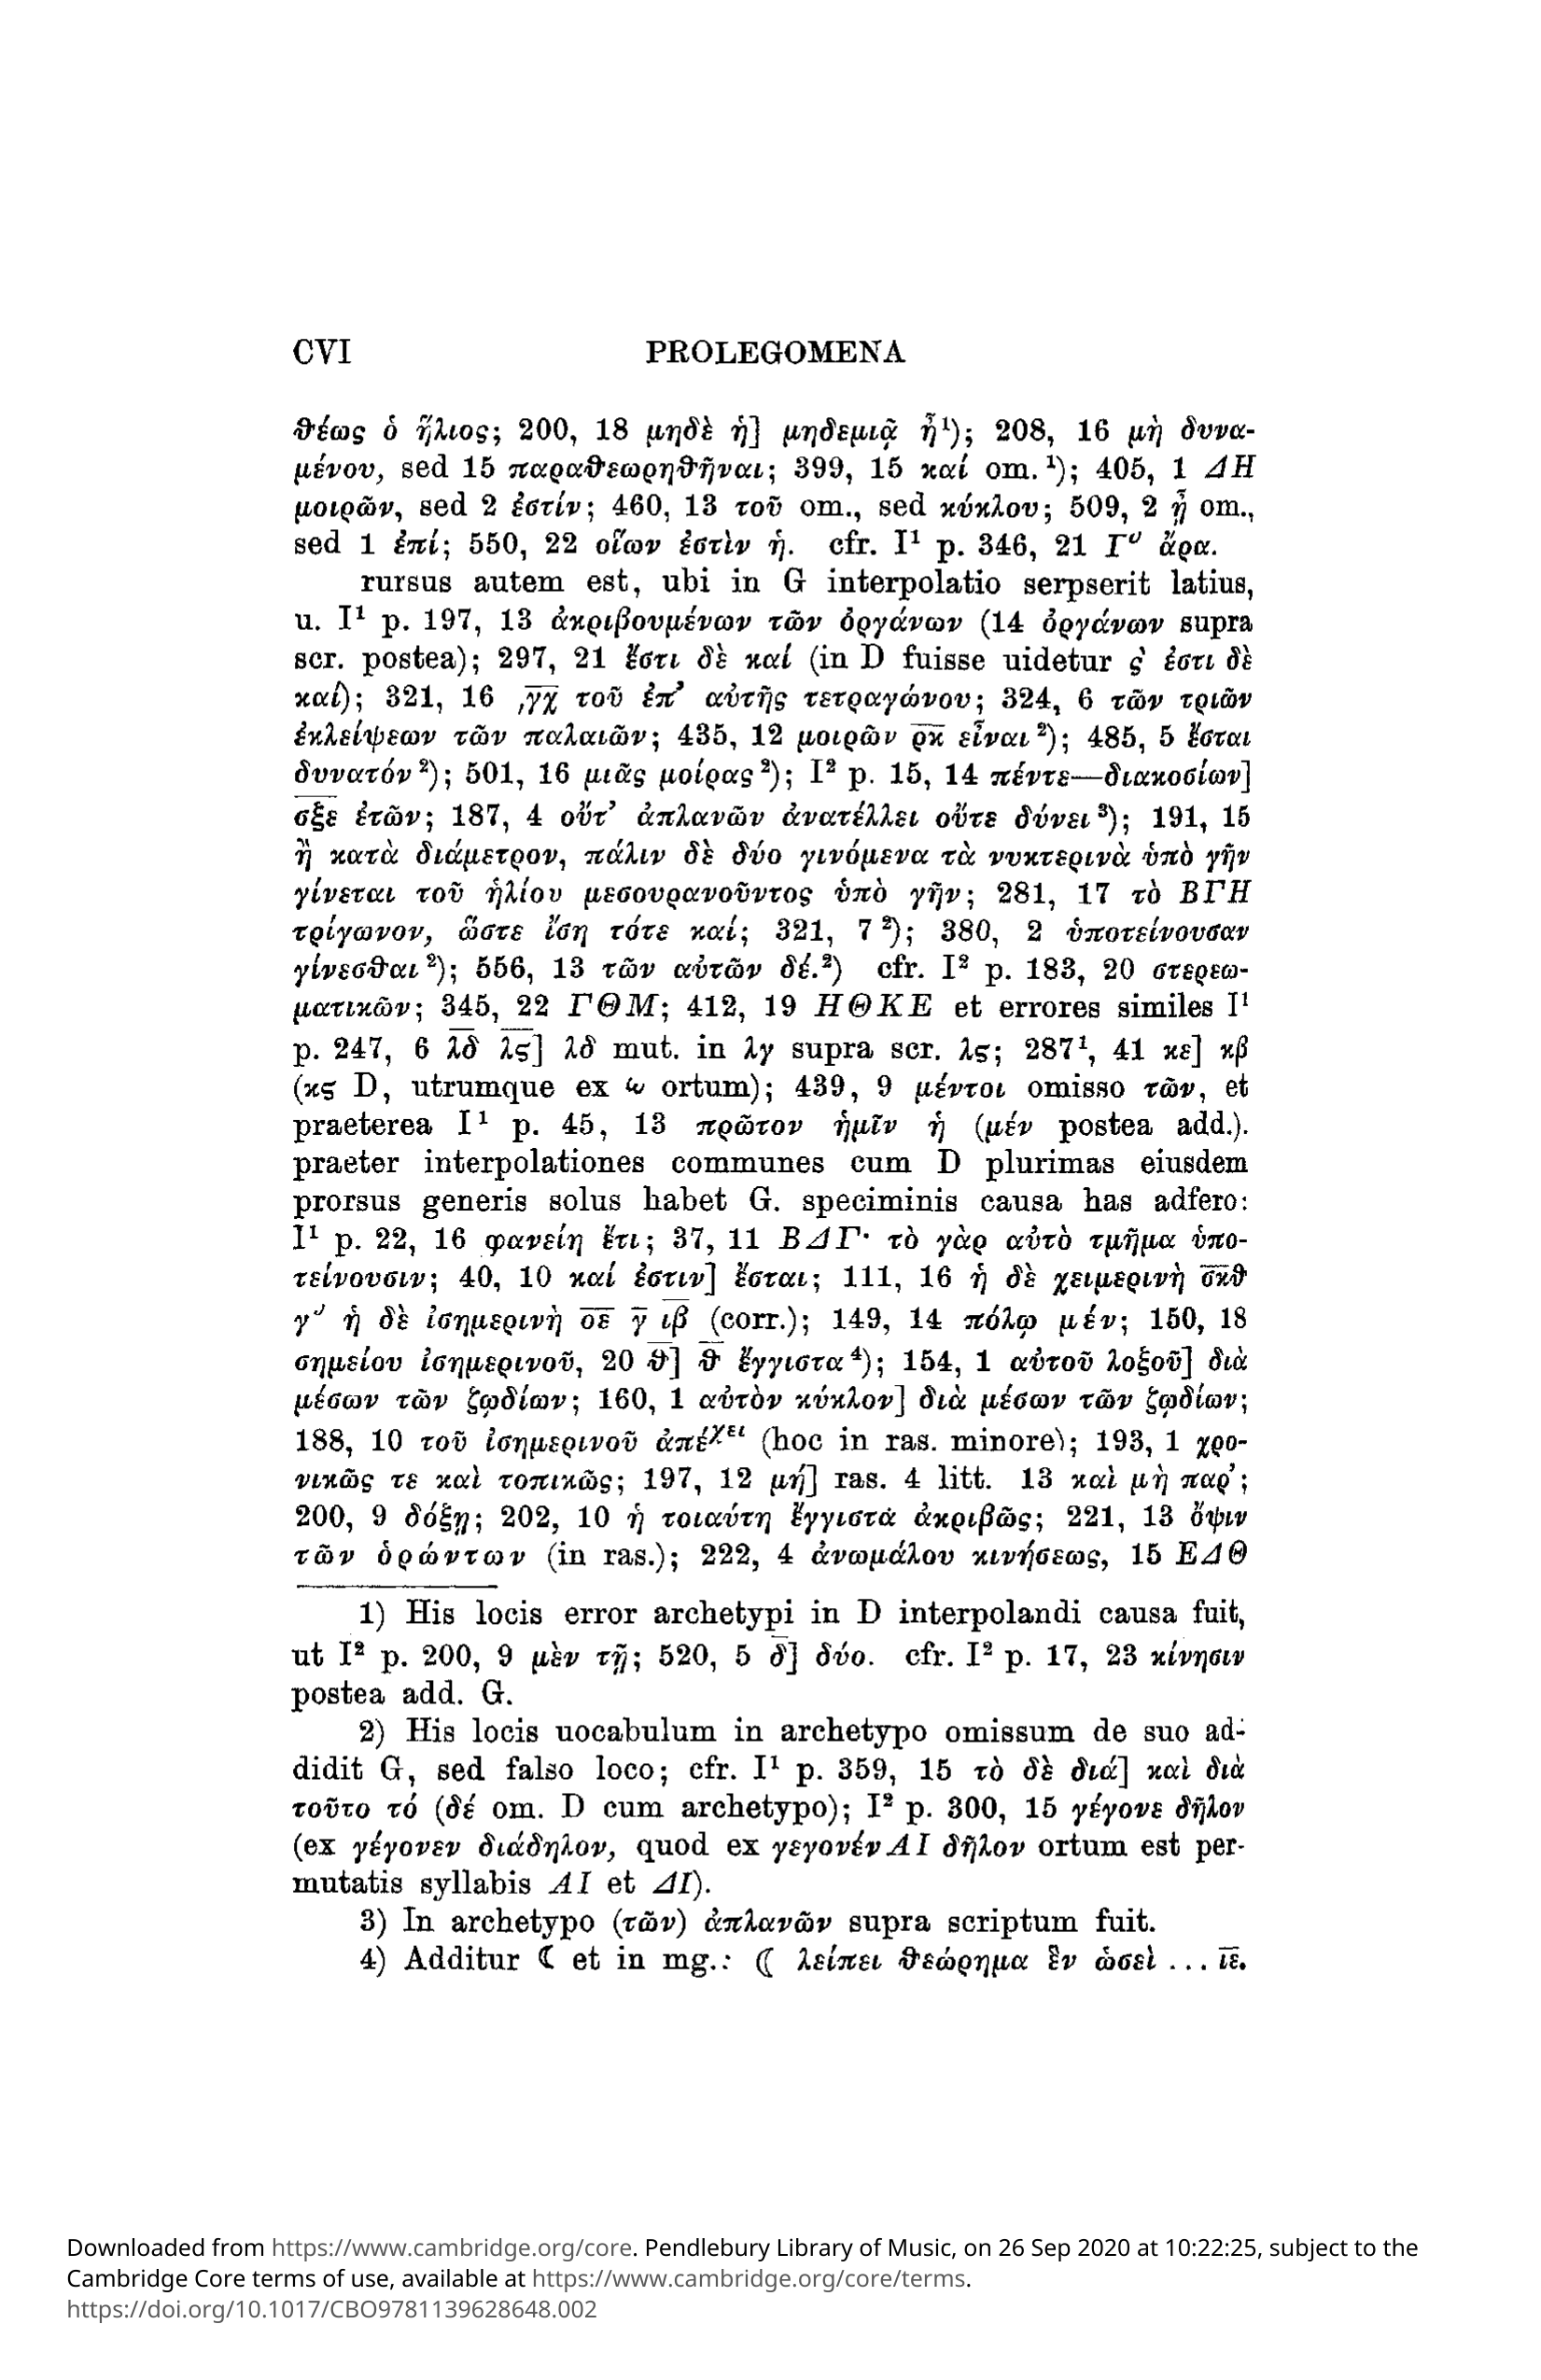 CVI PROLEGOMENA
θέως ὁ ἥλιος; 200, 18 μηδὲ ἡ] μηδεμιᾷ ᾖ¹); 208, 16 μὴ δυνα-
μένου, sed 15 παραθεωρηθῆναι; 399, 15 καί om.¹); 405, 1 ΔΗ
μοιρῶν, sed 2 ἐστίν; 460, 13 τοῦ om., sed κύκλου; 509, 2 ᾖ om.,
sed 1 ἐπί; 550, 22 οἵων ἐστὶν ἡ. cfr. I¹ p. 346, 21 Γ᾽ ἄρα.
rursus autem est, ubi in G interpolatio serpserit latius,
u. I¹ p. 197, 13 ἀκριβουμένων τῶν ὀργάνων (14 ὀργάνων supra
scr. postea); 297, 21 ἔστι δὲ καί (in D fuisse uidetur ϛ̀ ἐστι δὲ
καί); 321, 16 ͵γ̅χ̅ τοῦ ἐπ’ αὐτῆς τετραγώνου; 324, 6 τῶν τριῶν
ἐκλείψεων τῶν παλαιῶν; 435, 12 μοιρῶν ρ̅κ̅ εἶναι²); 485, 5 ἔσται
δυνατόν²); 501, 16 μιᾶς μοίρας²); I² p. 15, 14 πέντε—διακοσίων]
σ̅ξ̅ε̅ ἐτῶν; 187, 4 οὔτ’ ἀπλανῶν ἀνατέλλει οὔτε δύνει³); 191, 15
ἢ κατὰ διάμετρον, πάλιν δὲ δύο γινόμενα τὰ νυκτερινὰ ὑπὸ γῆν
γίνεται τοῦ ἡλίου μεσουρανοῦντος ὑπὸ γῆν; 281, 17 τὸ ΒΓΗ
τρίγωνον, ὥστε ἴση τότε καί; 321, 7²); 380, 2 ὑποτείνουσαν
γίνεσθαι²); 556, 13 τῶν αὐτῶν δέ.²) cfr. I² p. 183, 20 στερεω-
ματικῶν; 345, 22 ΓΘΜ; 412, 19 ΗΘΚΕ et errores similes I¹
p. 247, 6 λ̅δ̅ λ̅ϛ̅] λδ mut. in λγ supra scr. λϛ; 287¹, 41 κε] κβ
(κϛ D, utrumque ex ꞷ ortum); 439, 9 μέντοι omisso τῶν, et
praeterea I¹ p. 45, 13 πρῶτον ἡμῖν ἡ (μέν postea add.).
praeter interpolationes communes cum D plurimas eiusdem
prorsus generis solus habet G. speciminis causa has adfero:
I¹ p. 22, 16 φανείη ἔτι; 37, 11 ΒΔΓ· τὸ γὰρ αὐτὸ τμῆμα ὑπο-
τείνουσιν; 40, 10 καί ἐστιν] ἔσται; 111, 16 ἡ δὲ χειμερινὴ σ̅κ̅θ̅
γ᾽ ἡ δὲ ἰσημερινὴ ο̅ε̅ γ̅ ι̅β̅ (corr.); 149, 14 πόλῳ μέν; 150, 18
σημείου ἰσημερινοῦ, 20 θ̅] θ̅ ἔγγιστα⁴); 154, 1 αὐτοῦ λοξοῦ] διὰ
μέσων τῶν ζῳδίων; 160, 1 αὐτὸν κύκλον] διὰ μέσων τῶν ζῳδίων;
188, 10 τοῦ ἰσημερινοῦ ἀπέχει (hoc in ras. minore); 193, 1 χρο-
νικῶς τε καὶ τοπικῶς; 197, 12 μή] ras. 4 litt. 13 καὶ μὴ παρ’;
200, 9 δόξῃ; 202, 10 ἡ τοιαύτη ἔγγιστὰ ἀκριβῶς; 221, 13 ὄψιν
τῶν ὁρώντων (in ras.); 222, 4 ἀνωμάλου κινήσεως, 15 ΕΔΘ
1) His locis error archetypi in D interpolandi causa fuit,
ut I² p. 200, 9 μὲν τῇ; 520, 5 δ̅] δύο. cfr. I² p. 17, 23 κίνησιν
postea add. G.
2) His locis uocabulum in archetypo omissum de suo ad-
didit G, sed falso loco; cfr. I¹ p. 359, 15 τὸ δὲ διά] καὶ διὰ
τοῦτο τό (δέ om. D cum archetypo); I² p. 300, 15 γέγονε δῆλον
(ex γέγονεν διάδηλον, quod ex γεγονέν ΑΙ δῆλον ortum est per-
mutatis syllabis ΑΙ et ΔΙ).
3) In archetypo (τῶν) ἀπλανῶν supra scriptum fuit.
4) Additur ☾ et in mg.: ☾ λείπει θεώρημα ἓν ὡσεὶ ... ι̅ε̅.
Downloaded from https://www.cambridge.org/core. Pendlebury Library of Music, on 26 Sep 2020 at 10:22:25, subject to the
Cambridge Core terms of use, available at https://www.cambridge.org/core/terms.
https://doi.org/10.1017/CBO9781139628648.002